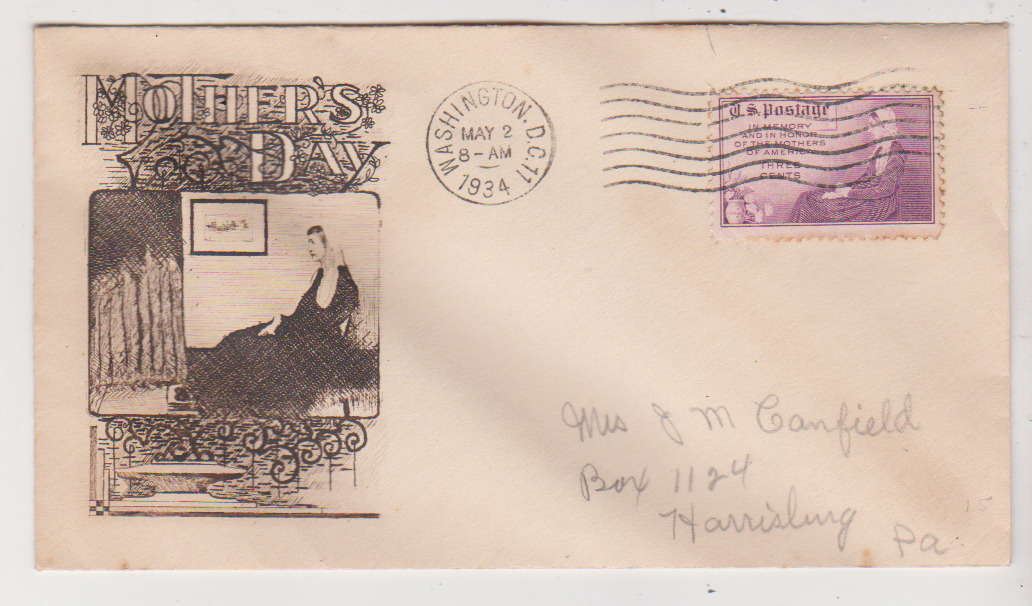 MOTHER'S
DAY
WASHINGTON, D.C. 11
MAY 2
8-AM
1934
U.S. Postage
IN MEMORY
AND IN HONOR
OF THE MOTHERS
OF AMERICA
THREE
CENTS
Mrs J M Canfield
Box 1124
Harrisburg
Pa
15